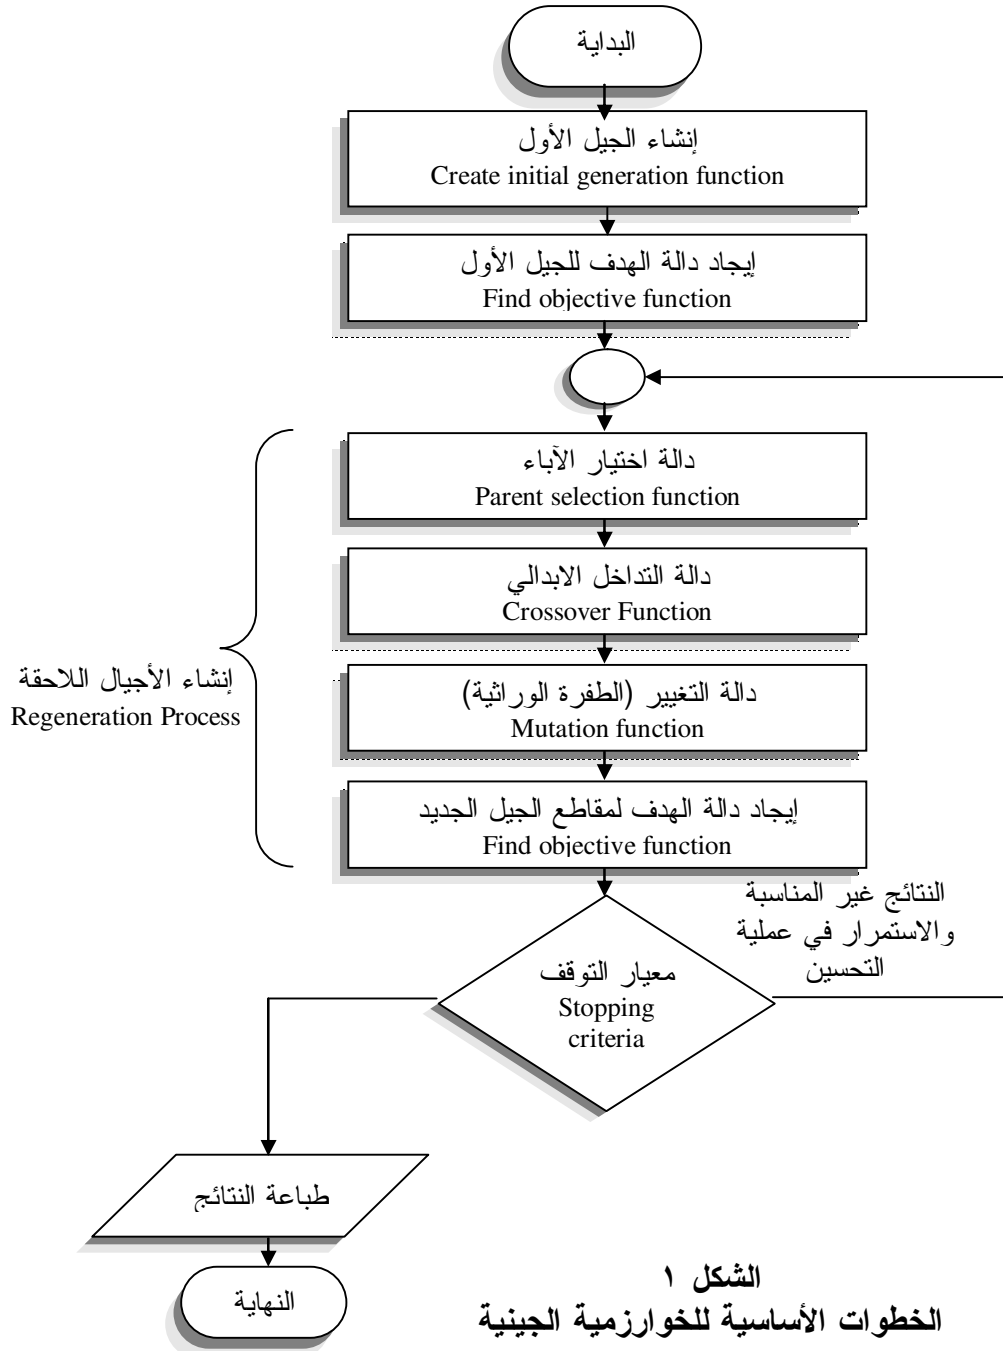 البداية
إنشاء الجيل الأول
Create initial generation function
إيجاد دالة الهدف للجيل الأول
Find objective function
دالة اختيار الآباء
Parent selection function
دالة التداخل الابدالي
Crossover Function
إنشاء الأجيال اللاحقة
Regeneration Process
دالة التغيير (الطفرة الوراثية)
Mutation function
إيجاد دالة الهدف لمقاطع الجيل الجديد
Find objective function
النتائج غير المناسبة
والاستمرار في عملية
التحسين
معيار التوقف
Stopping
criteria
طباعة النتائج
النهاية
الشكل ١
الخطوات الأساسية للخوارزمية الجينية